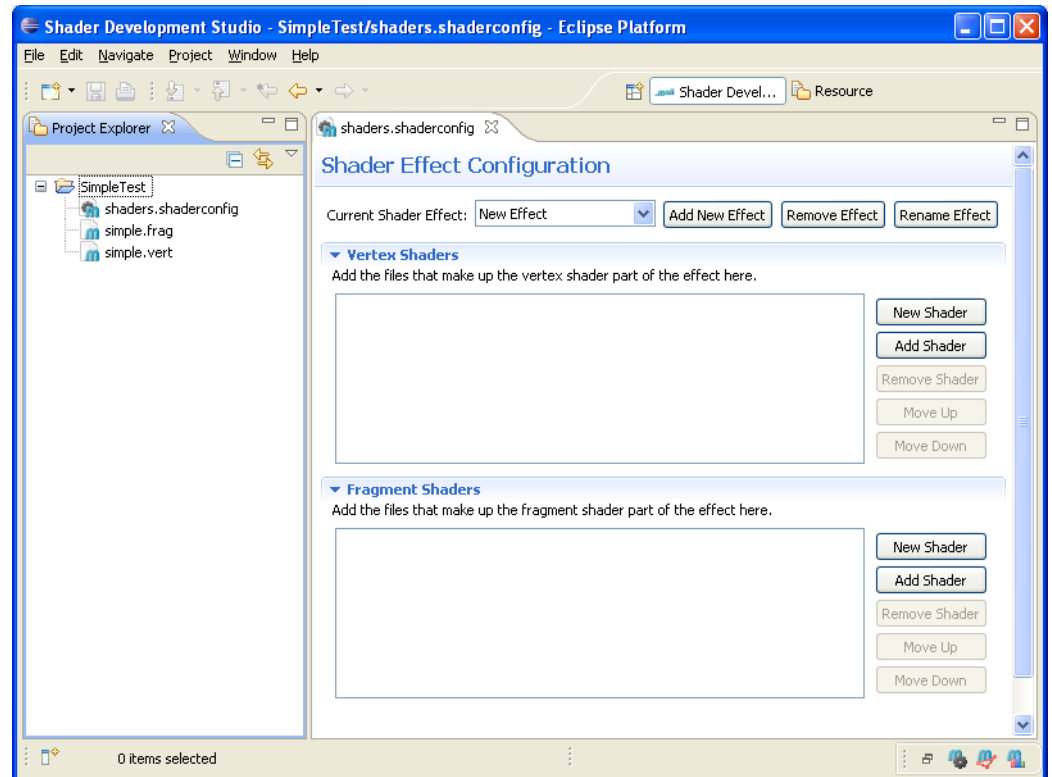 Shader Development Studio - SimpleTest/shaders.shaderconfig - Eclipse Platform
File Edit Navigate Project Window Help
Shader Devel... Resource
Project Explorer
shaders.shaderconfig
SimpleTest
shaders.shaderconfig
simple.frag
simple.vert
Shader Effect Configuration
Current Shader Effect: New Effect Add New Effect Remove Effect Rename Effect
Vertex Shaders
Add the files that make up the vertex shader part of the effect here.
New Shader
Add Shader
Remove Shader
Move Up
Move Down
Fragment Shaders
Add the files that make up the fragment shader part of the effect here.
New Shader
Add Shader
Remove Shader
Move Up
Move Down
0 items selected